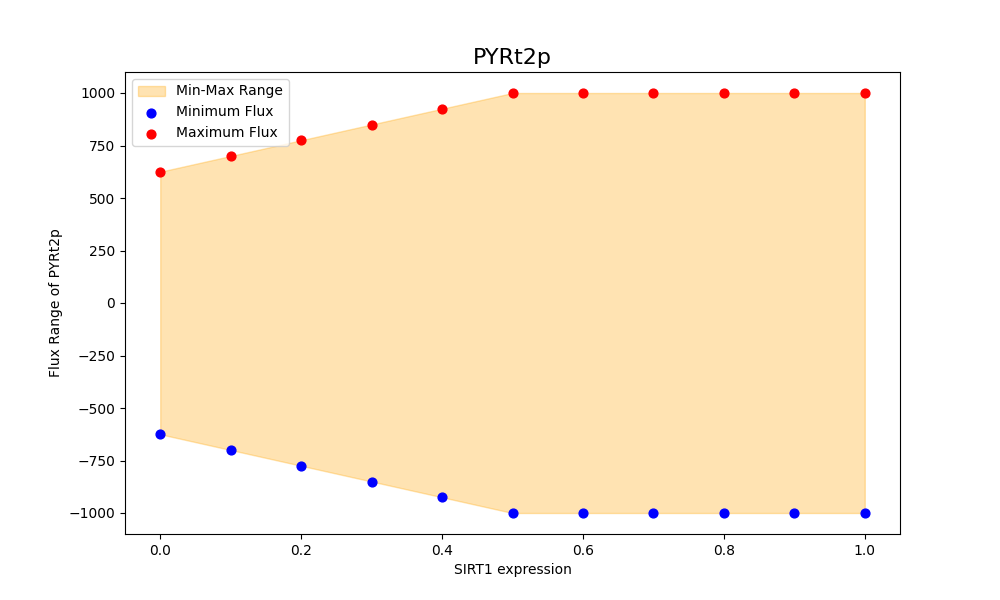 PYRt2p
Min-Max Range
Minimum Flux
Maximum Flux
1000
750
500
250
0
−250
−500
−750
−1000
Flux Range of PYRt2p
0.0 0.2 0.4 0.6 0.8 1.0
SIRT1 expression